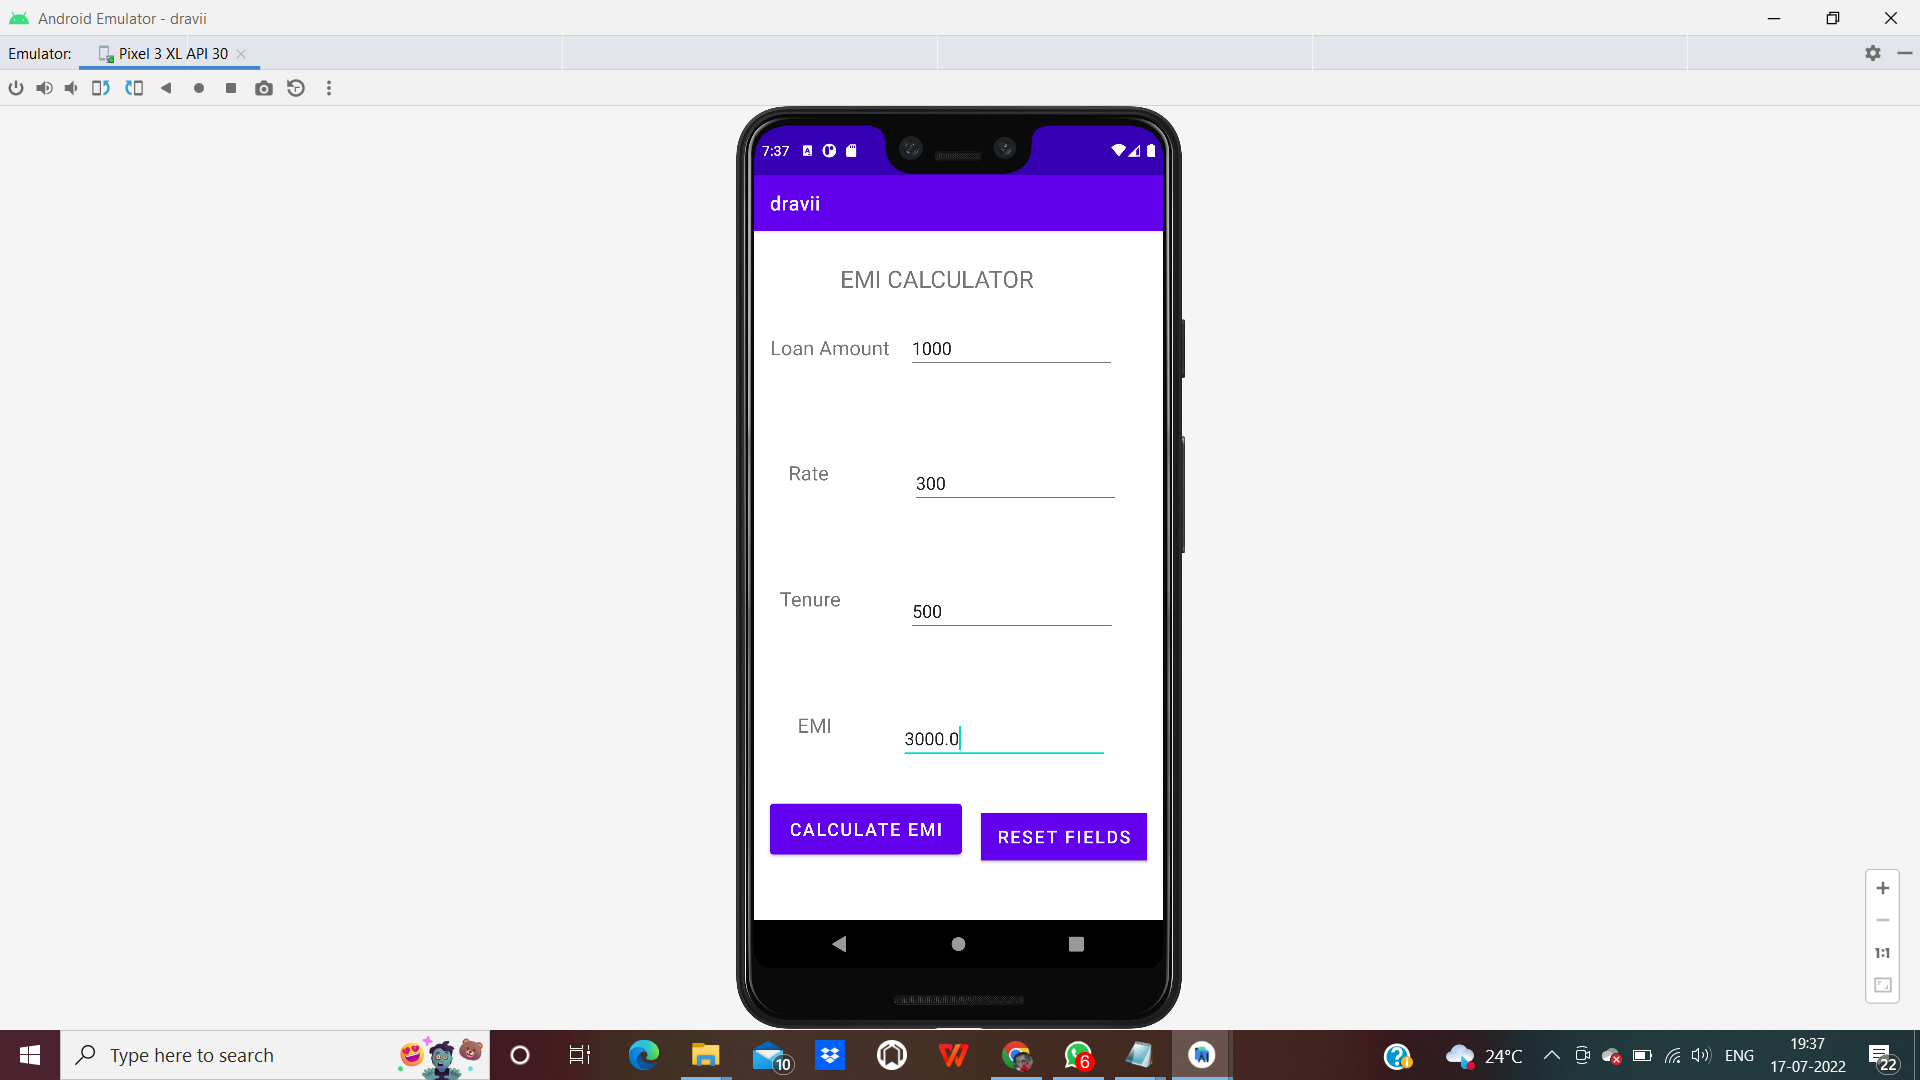 Android Emulator - dravii
Emulator: Pixel 3 XL API 30
7:37
dravii
EMI CALCULATOR
Loan Amount 1000
Rate 300
Tenure 500
EMI 3000.0
CALCULATE EMI RESET FIELDS
1:1
Type here to search
10
6
24°C
ENG
19:37
17-07-2022
22